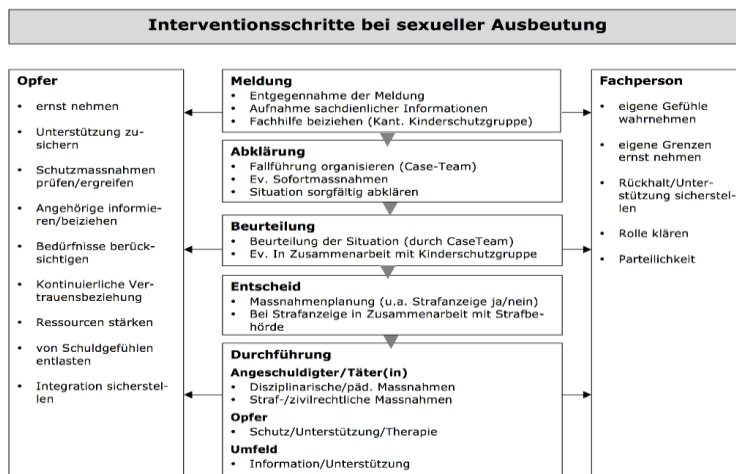 Interventionsschritte bei sexueller Ausbeutung
Opfer
• ernst nehmen
• Unterstützung zu-
sichern
• Schutzmassnahmen
prüfen/ergreifen
• Angehörige informie-
ren/beiziehen
• Bedürfnisse berück-
sichtigen
• Kontinuierliche Ver-
trauensbeziehung
• Ressourcen stärken
• von Schuldgefühlen
entlasten
• Integration sicherstel-
len
Meldung
• Entgegennahme der Meldung
• Aufnahme sachdienlicher Informationen
• Fachhilfe beiziehen (Kant. Kinderschutzgruppe)
Abklärung
• Fallführung organisieren (Case-Team)
• Ev. Sofortmassnahmen
• Situation sorgfältig abklären
Beurteilung
• Beurteilung der Situation (durch CaseTeam)
• Ev. In Zusammenarbeit mit Kinderschutzgruppe
Entscheid
• Massnahmenplanung (u.a. Strafanzeige ja/nein)
• Bei Strafanzeige in Zusammenarbeit mit Strafbe-
hörde
Durchführung
Angeschuldigter/Täter(in)
• Disziplinarische/päd. Massnahmen
• Straf-/zivilrechtliche Massnahmen
Opfer
• Schutz/Unterstützung/Therapie
Umfeld
• Information/Unterstützung
Fachperson
• eigene Gefühle
wahrnehmen
• eigene Grenzen
ernst nehmen
• Rückhalt/Unter-
stützung sicherstel-
len
• Rolle klären
• Parteilichkeit